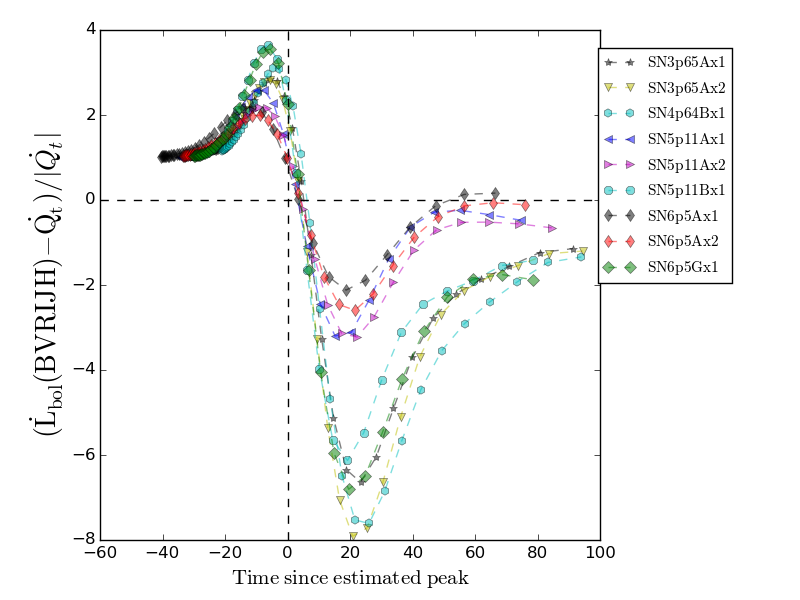 4
2
0
−2
−4
−6
−8
−60 −40 −20 0 20 40 60 80 100
Time since estimated peak
(L̇bol(BVRIJH)−Q̇t)/|Q̇t|
SN3p65Ax1
SN3p65Ax2
SN4p64Bx1
SN5p11Ax1
SN5p11Ax2
SN5p11Bx1
SN6p5Ax1
SN6p5Ax2
SN6p5Gx1